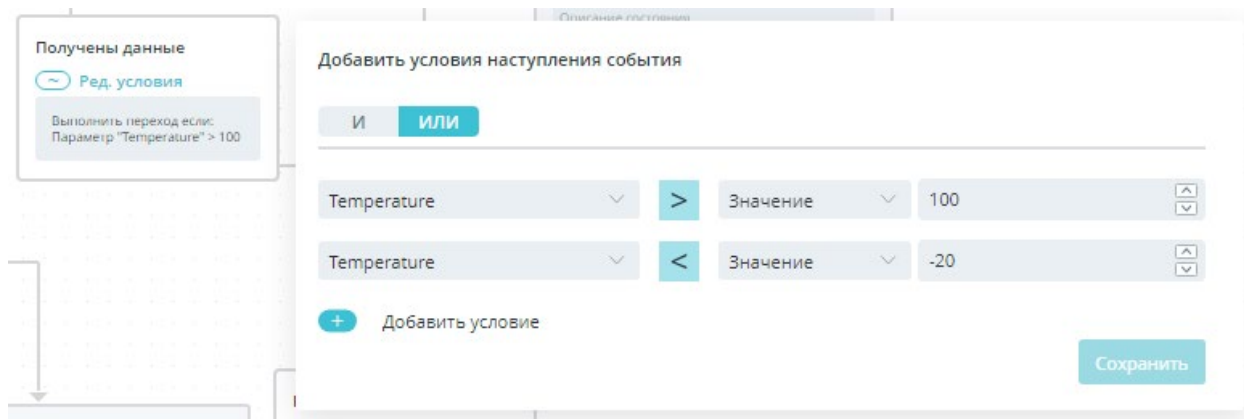 Описание состояния
Получены данные
~ Ред. условия
Выполнить переход если:
Параметр "Temperature" > 100
Добавить условия наступления события
И ИЛИ
Temperature > Значение 100
Temperature < Значение -20
+ Добавить условие
Сохранить